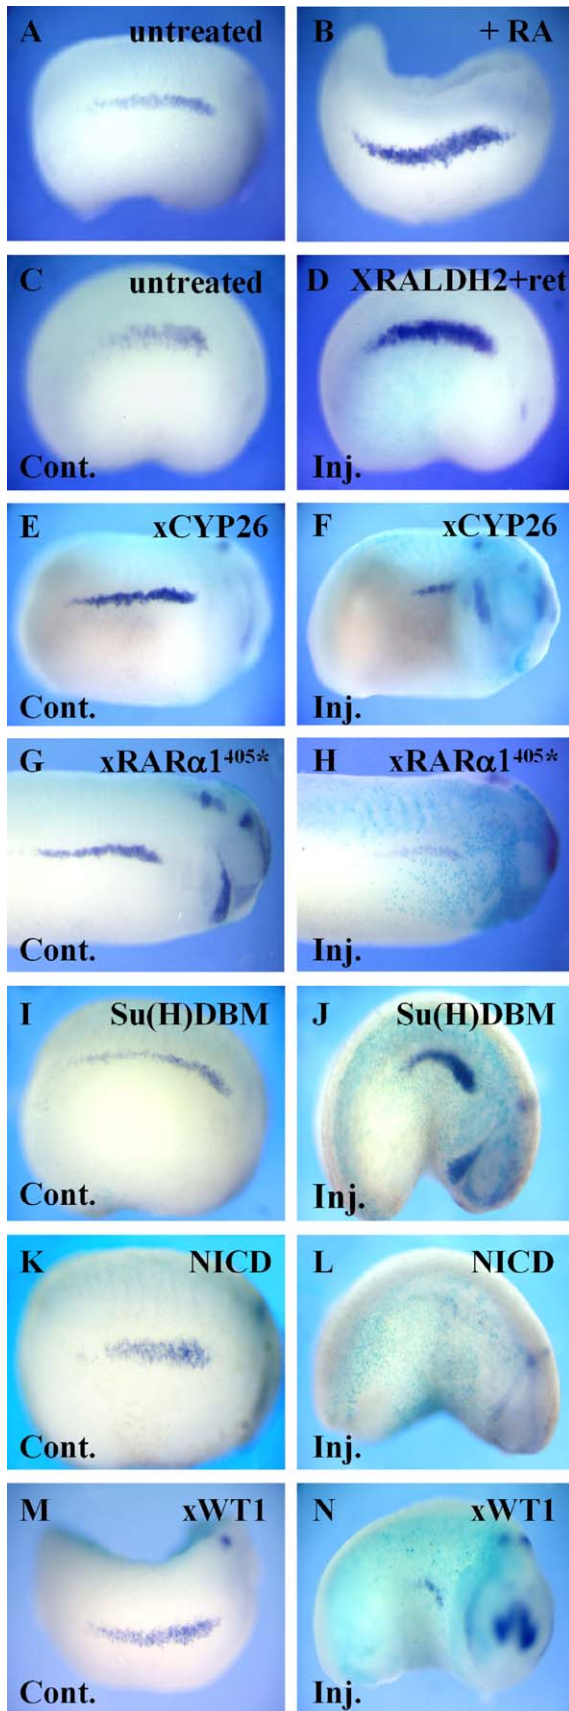 A untreated
B + RA
C untreated
Cont.
D XRALDH2+ret
Inj.
E xCYP26
Cont.
F xCYP26
Inj.
G xRARα1⁴⁰⁵*
Cont.
H xRARα1⁴⁰⁵*
Inj.
I Su(H)DBM
Cont.
J Su(H)DBM
Inj.
K NICD
Cont.
L NICD
Inj.
M xWT1
Cont.
N xWT1
Inj.